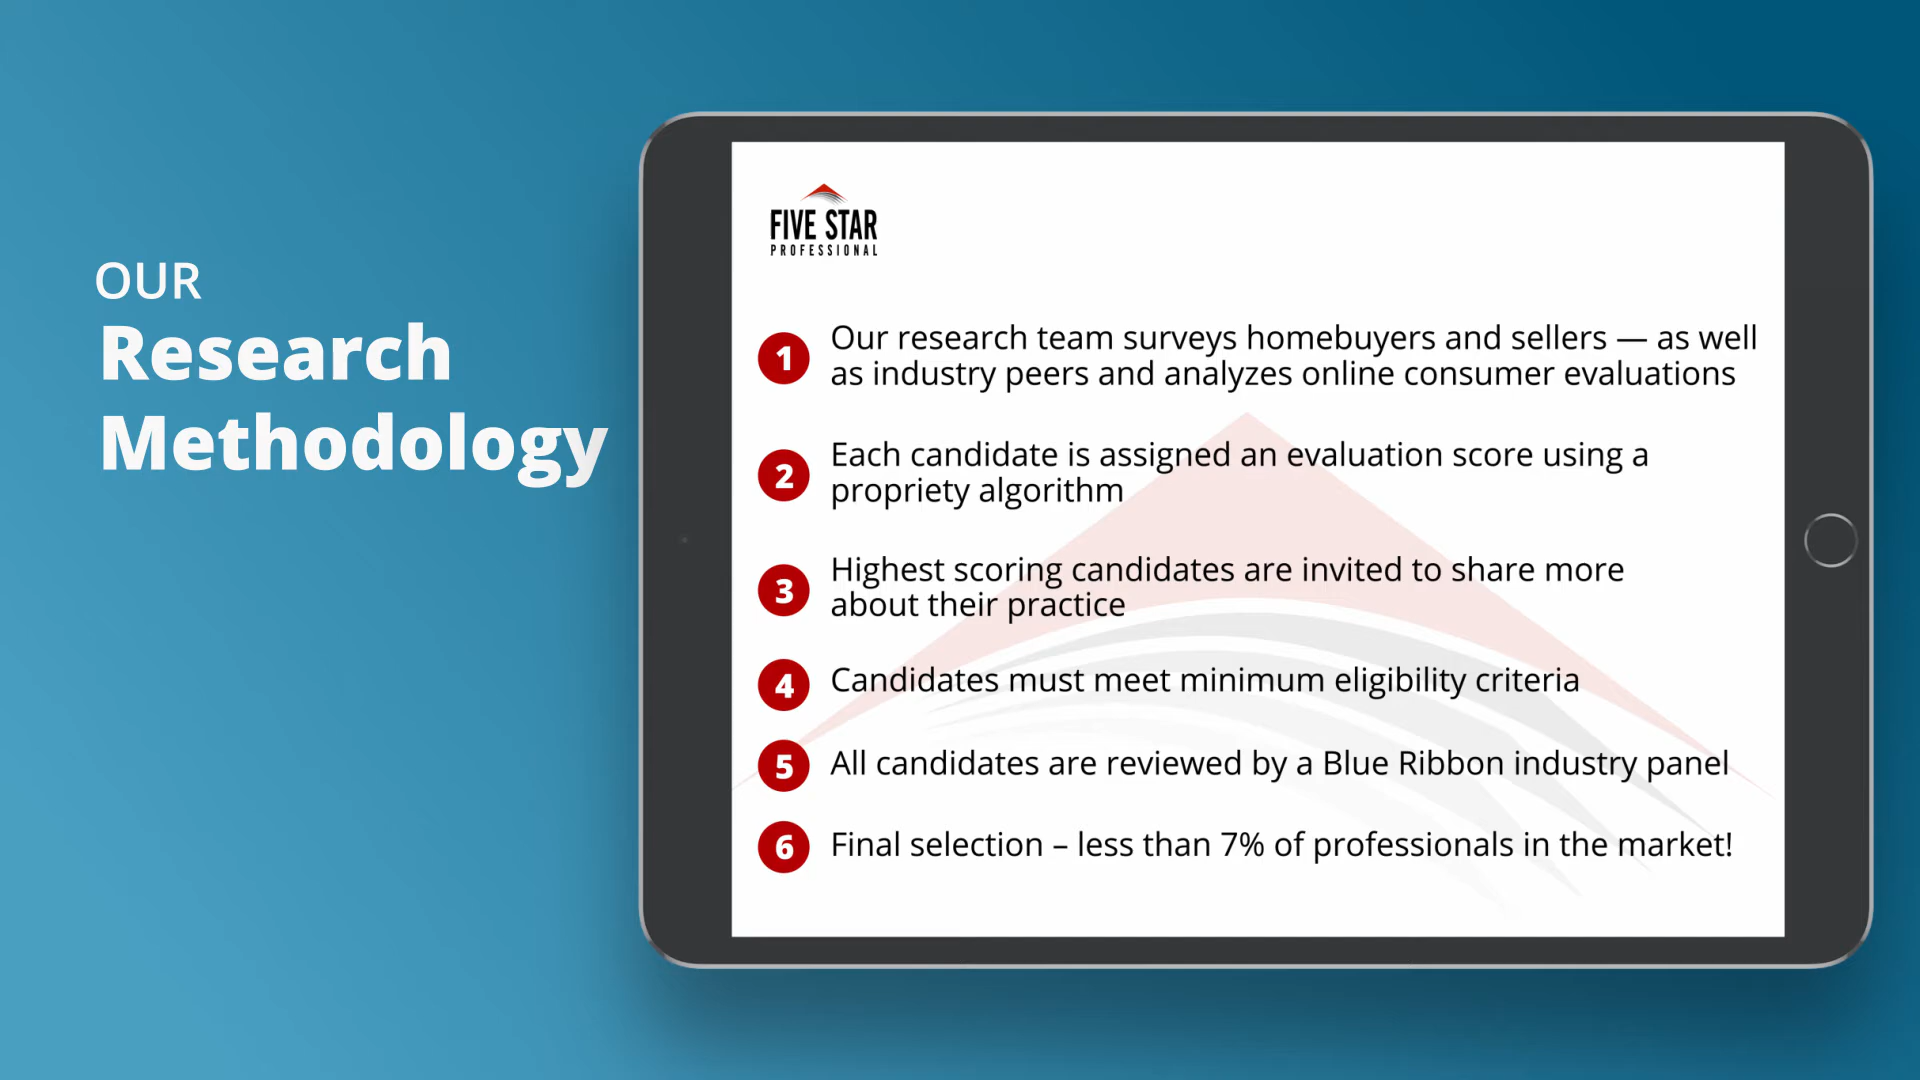 OUR
Research
Methodology
FIVE STAR
PROFESSIONAL
1 Our research team surveys homebuyers and sellers — as well
as industry peers and analyzes online consumer evaluations
2 Each candidate is assigned an evaluation score using a
propriety algorithm
3 Highest scoring candidates are invited to share more
about their practice
4 Candidates must meet minimum eligibility criteria
5 All candidates are reviewed by a Blue Ribbon industry panel
6 Final selection – less than 7% of professionals in the market!